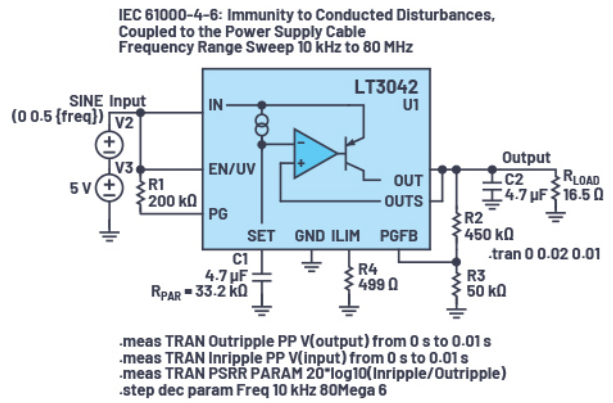 IEC 61000-4-6: Immunity to Conducted Disturbances,
Coupled to the Power Supply Cable
Frequency Range Sweep 10 kHz to 80 MHz
SINE Input
(0 0.5 {freq})
V2
V3
5 V
R1
200 kΩ
IN
EN/UV
PG
LT3042
U1
OUT
OUTS
SET
GND
ILIM
PGFB
Output
C2
4.7 µF
RLOAD
16.5 Ω
R2
450 kΩ
.tran 0 0.02 0.01
R3
50 kΩ
C1
4.7 µF
RPAR = 33.2 kΩ
R4
499 Ω
.meas TRAN Outripple PP V(output) from 0 s to 0.01 s
.meas TRAN Inripple PP V(input) from 0 s to 0.01 s
.meas TRAN PSRR PARAM 20*log10(Inripple/Outripple)
.step dec param Freq 10 kHz 80Mega 6